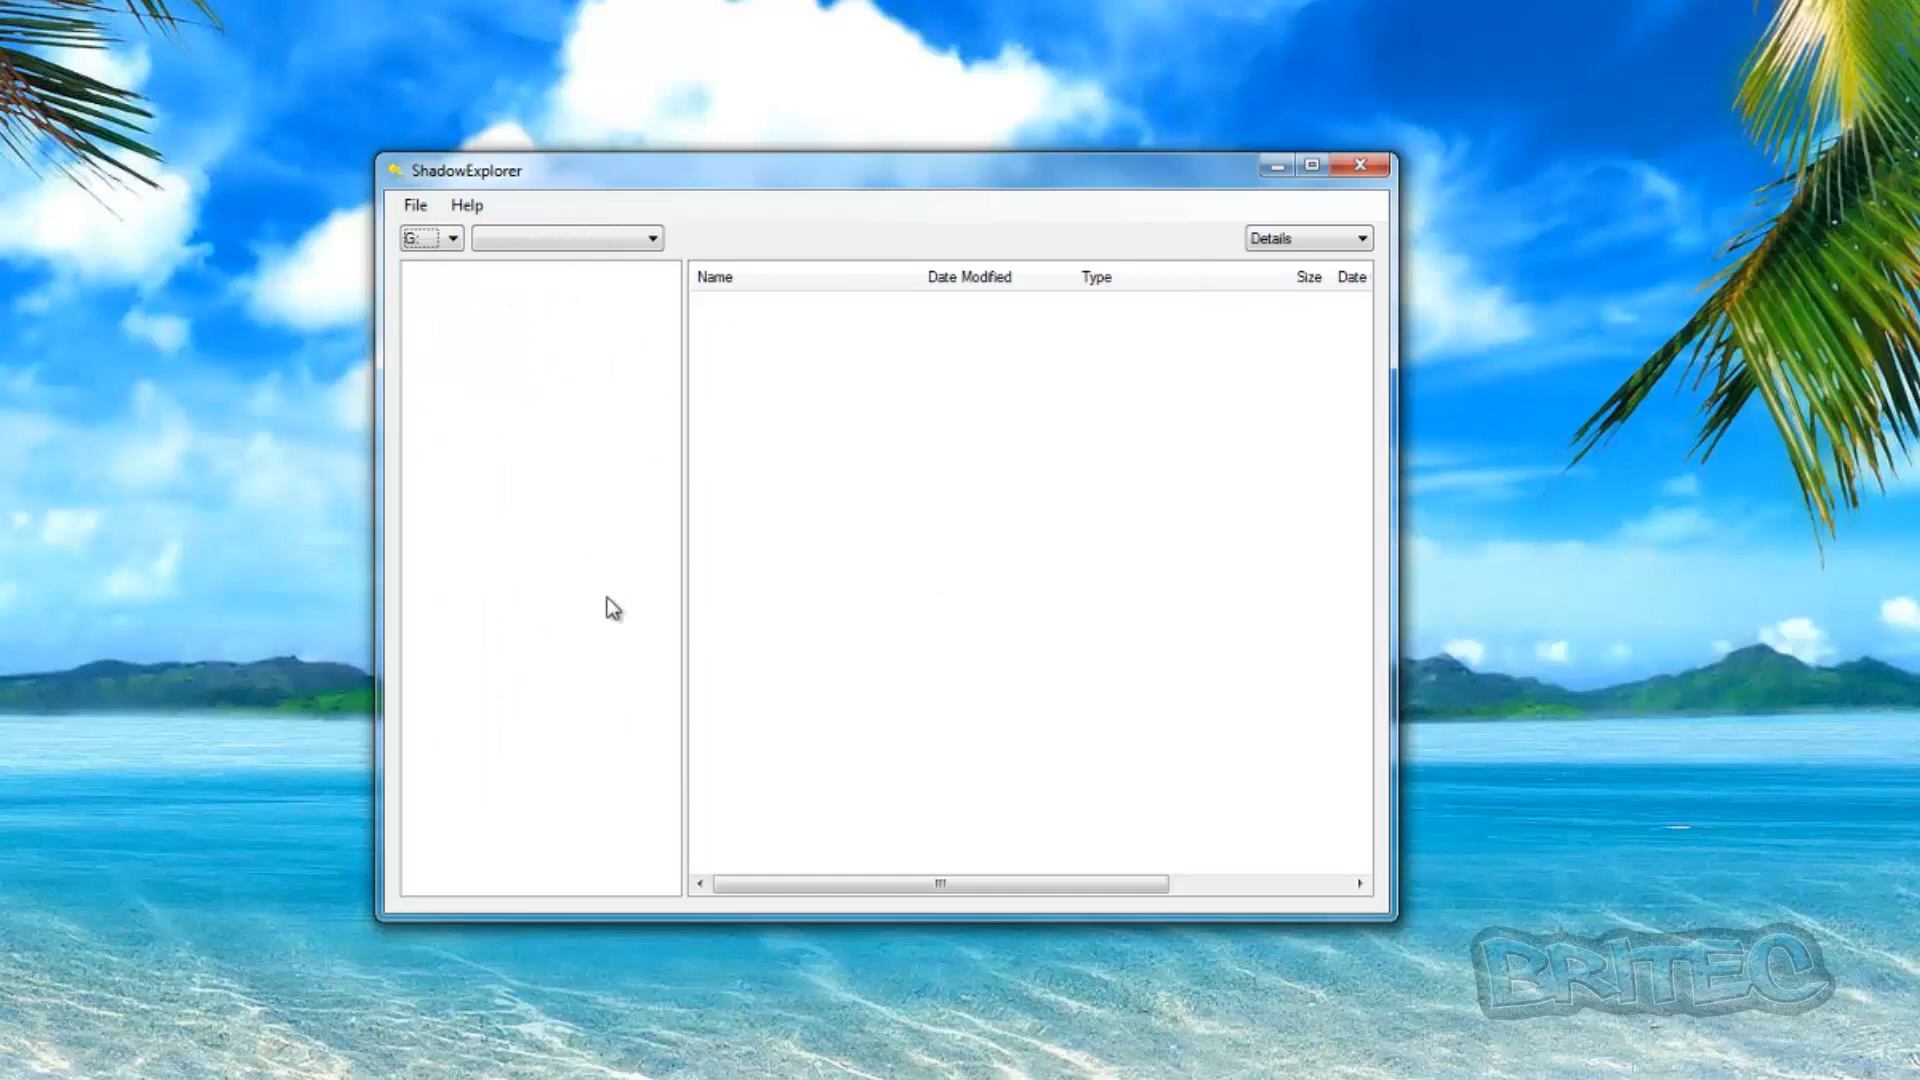 ShadowExplorer
File Help
G:
Details
Name Date Modified Type Size Date
BRITEC